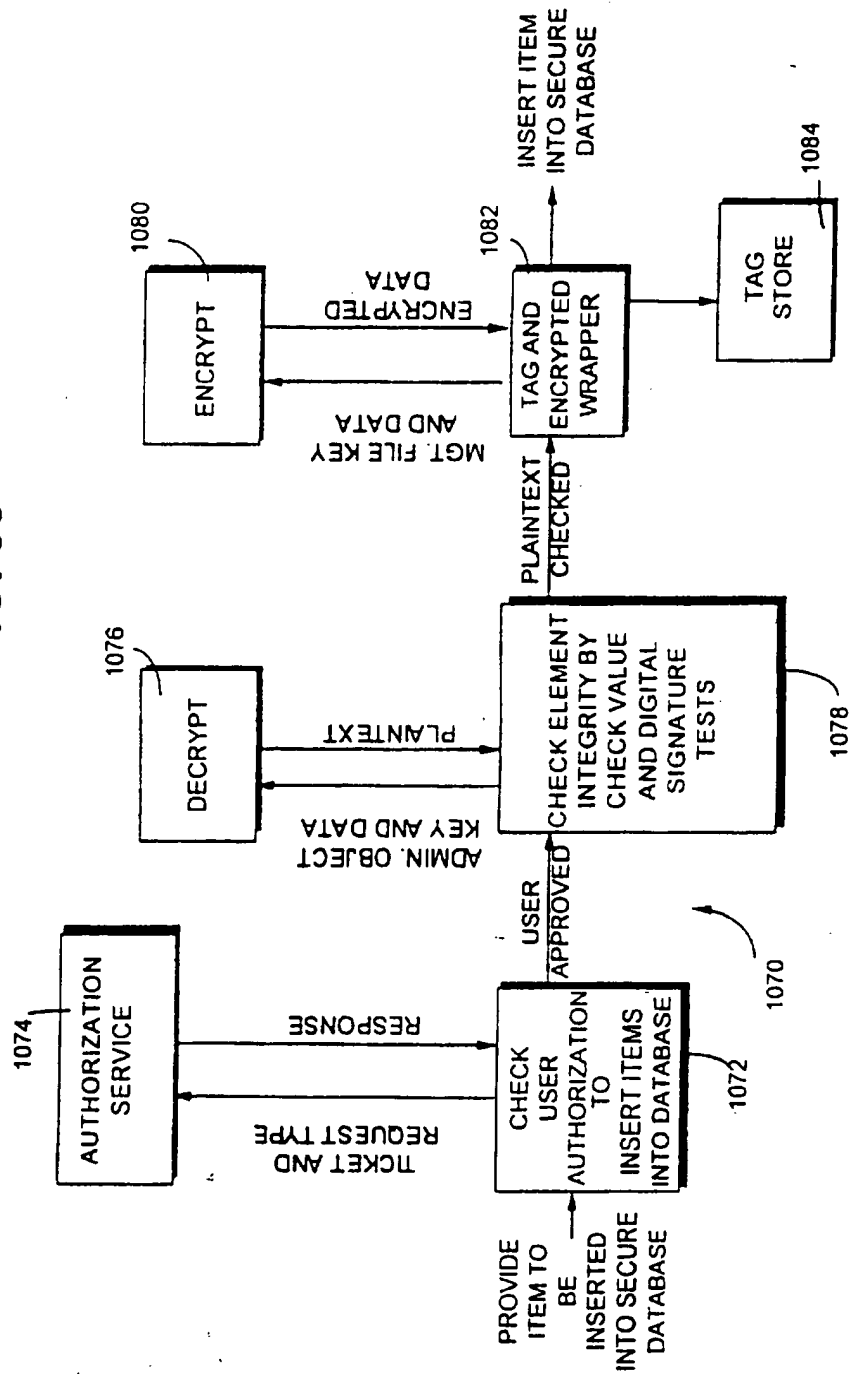 1074
AUTHORIZATION
SERVICE
TICKET AND
REQUEST TYPE
RESPONSE
PROVIDE
ITEM TO
BE
INSERTED
INTO SECURE
DATABASE
CHECK
USER
AUTHORIZATION
TO
INSERT ITEMS
INTO DATABASE
1072
USER
APPROVED
1070
1076
DECRYPT
ADMIN. OBJECT
KEY AND DATA
PLAINTEXT
CHECK ELEMENT
INTEGRITY BY
CHECK VALUE
AND DIGITAL
SIGNATURE
TESTS
1078
PLAINTEXT
CHECKED
1080
ENCRYPT
MGT. FILE KEY
AND DATA
ENCRYPTED
DATA
1082
TAG AND
ENCRYPTED
WRAPPER
INSERT ITEM
INTO SECURE
DATABASE
TAG
STORE
1084